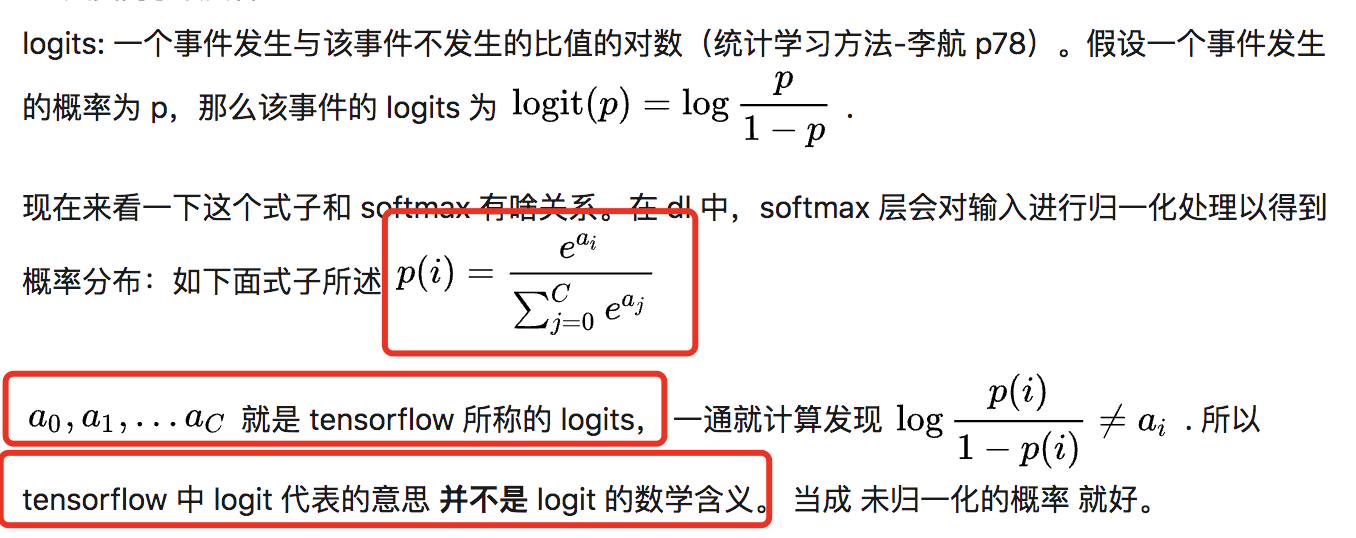 logits: 一个事件发生与该事件不发生的比值的对数（统计学习方法-李航 p78）。假设一个事件发生
的概率为 p，那么该事件的 logits 为 logit(p) = log p/(1 − p) .
现在来看一下这个式子和 softmax 有啥关系。在 dl 中，softmax 层会对输入进行归一化处理以得到
概率分布：如下面式子所述 p(i) = e^{a_i} / ∑_{j=0}^{C} e^{a_j}
a_0, a_1, … a_C 就是 tensorflow 所称的 logits， 一通就计算发现 log p(i)/(1 − p(i)) ≠ a_i . 所以
tensorflow 中 logit 代表的意思 并不是 logit 的数学含义。 当成 未归一化的概率 就好。